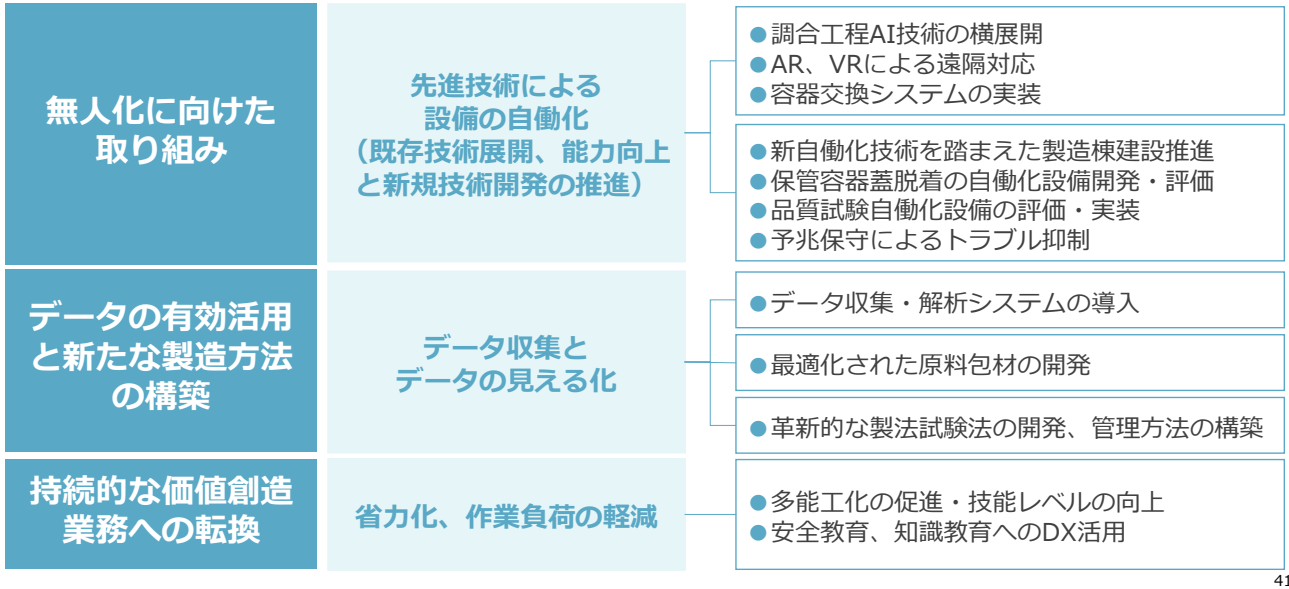 無人化に向けた
取り組み
先進技術による
設備の自働化
（既存技術展開、能力向上
と新規技術開発の推進）
●調合工程AI技術の横展開
●AR、VRによる遠隔対応
●容器交換システムの実装
●新自働化技術を踏まえた製造棟建設推進
●保管容器蓋脱着の自働化設備開発・評価
●品質試験自働化設備の評価・実装
●予兆保守によるトラブル抑制
データの有効活用
と新たな製造方法
の構築
データ収集と
データの見える化
●データ収集・解析システムの導入
●最適化された原料包材の開発
●革新的な製法試験法の開発、管理方法の構築
持続的な価値創造
業務への転換
省力化、作業負荷の軽減
●多能工化の促進・技能レベルの向上
●安全教育、知識教育へのDX活用
41